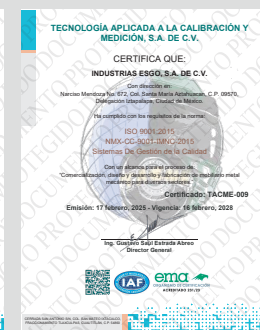 TECNOLOGÍA APLICADA A LA CALIBRACIÓN Y
MEDICIÓN, S.A. DE C.V.
CERTIFICA QUE:
INDUSTRIAS ESGO, S.A. DE C.V.
Con dirección en:
Narciso Mendoza No. 672, Col. Santa María Aztahuacan, C.P. 09570,
Delegación Iztapalapa, Ciudad de México.
Ha cumplido con los requisitos de la norma:
ISO 9001:2015
NMX-CC-9001-IMNC-2015
Sistemas De Gestión de la Calidad
Con un alcance para el proceso de
"Comercialización, diseño y desarrollo y fabricación de mobiliario metal
mecánico para diversos sectores."
Certificado: TACME-009
Emisión: 17 febrero, 2025 - Vigencia: 16 febrero, 2028
Ing. Gustavo Saúl Estrada Abreo
Director General
IAF
ema
ORGANISMO DE CERTIFICACIÓN